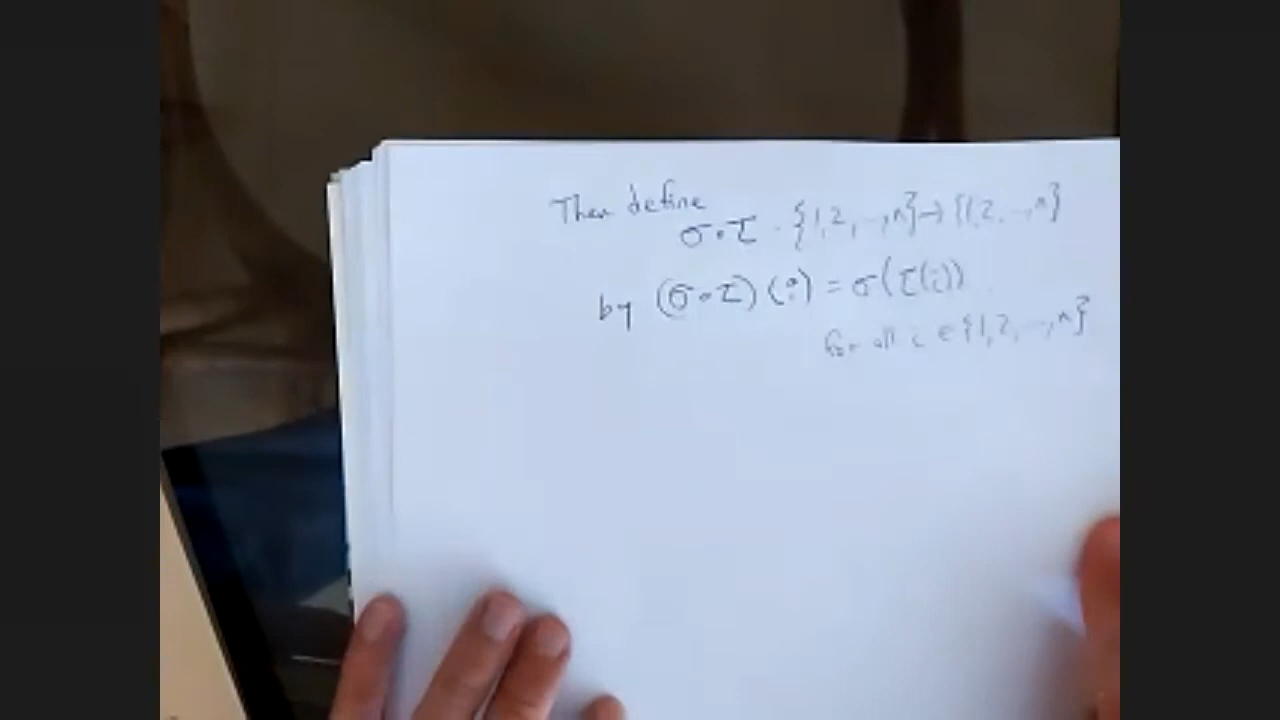 Then define
σ∘τ : {1,2,...,n} → {1,2,...,n}
by (σ∘τ)(i) = σ(τ(i))
for all i ∈ {1,2,...,n}